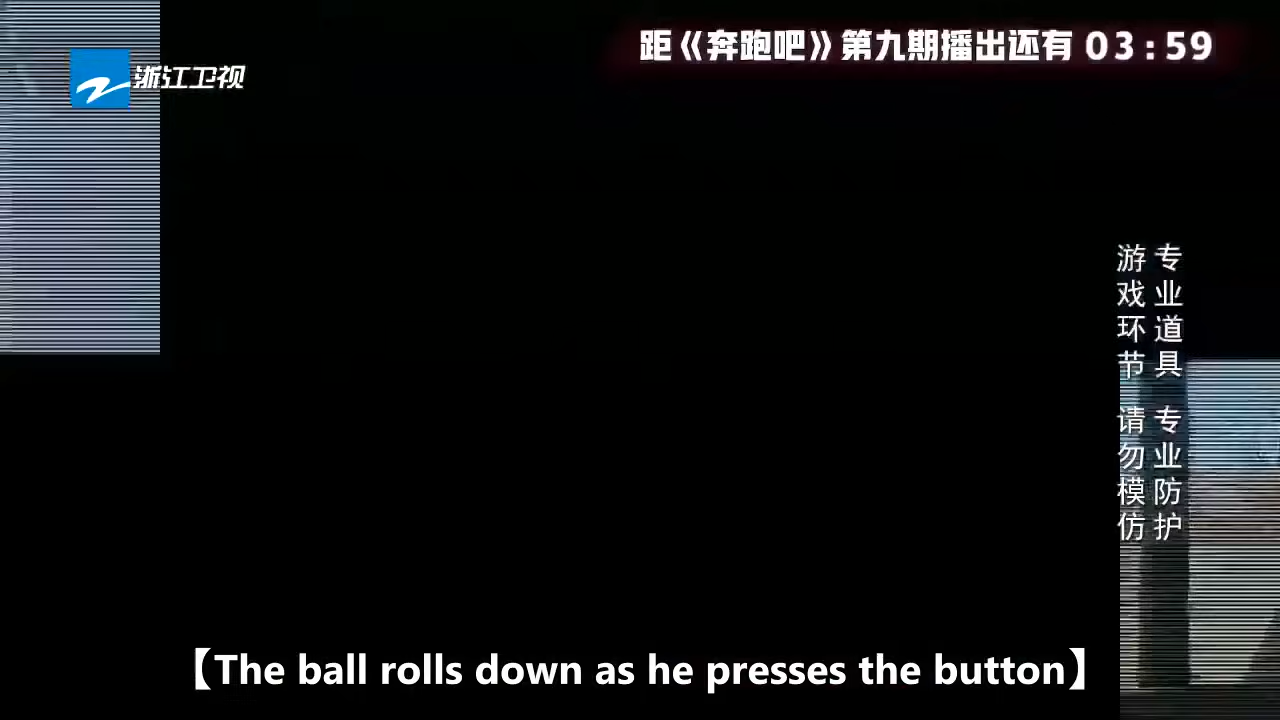 距《奔跑吧》第九期播出还有 03:59
浙江卫视
专业道具 专业防护
游戏环节 请勿模仿
【The ball rolls down as he presses the button】